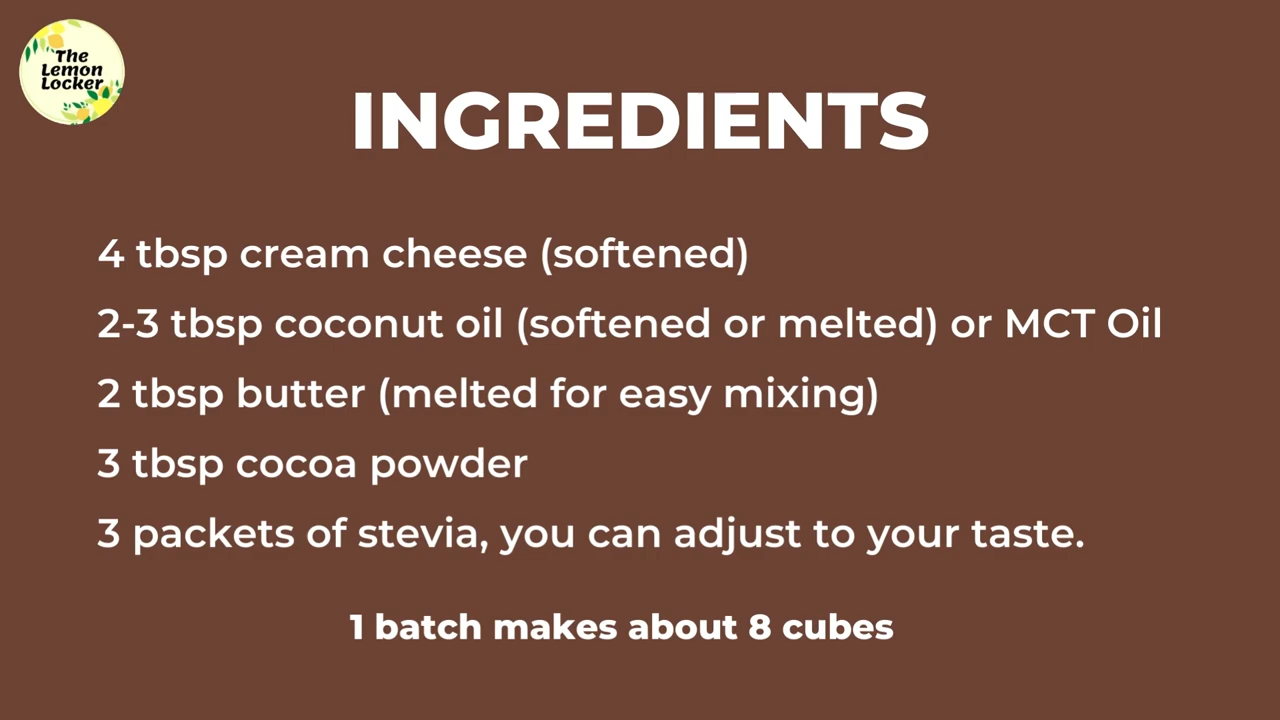 The
Lemon
Locker
INGREDIENTS
4 tbsp cream cheese (softened)
2-3 tbsp coconut oil (softened or melted) or MCT Oil
2 tbsp butter (melted for easy mixing)
3 tbsp cocoa powder
3 packets of stevia, you can adjust to your taste.
1 batch makes about 8 cubes